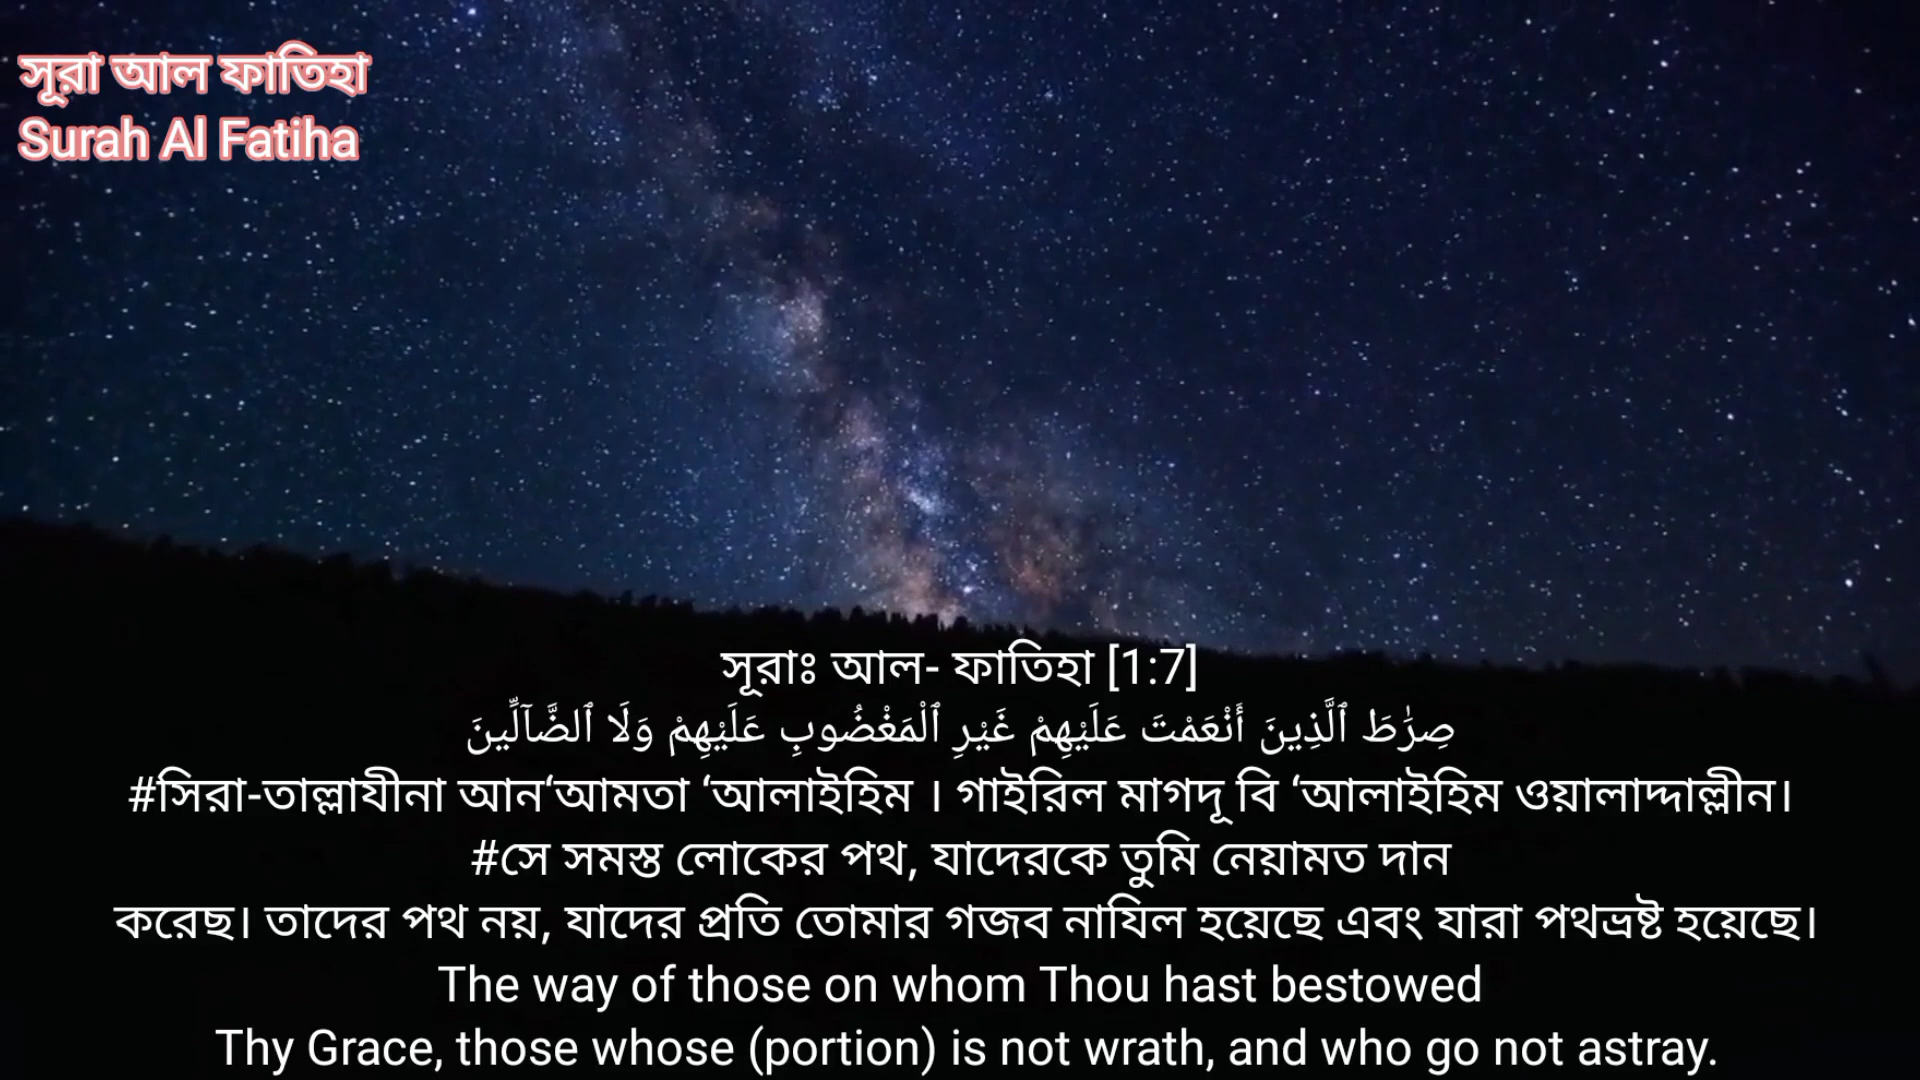 সূরা আল ফাতিহা
Surah Al Fatiha
সূরাঃ আল- ফাতিহা [1:7]
صِرَٰطَ ٱلَّذِينَ أَنْعَمْتَ عَلَيْهِمْ غَيْرِ ٱلْمَغْضُوبِ عَلَيْهِمْ وَلَا ٱلضَّآلِّينَ
#সিরা-তাল্লাযীনা আন‘আমতা ‘আলাইহিম । গাইরিল মাগদূ বি ‘আলাইহিম ওয়ালাদ্দাল্লীন।
#সে সমস্ত লোকের পথ, যাদেরকে তুমি নেয়ামত দান
করেছ। তাদের পথ নয়, যাদের প্রতি তোমার গজব নাযিল হয়েছে এবং যারা পথভ্রষ্ট হয়েছে।
The way of those on whom Thou hast bestowed
Thy Grace, those whose (portion) is not wrath, and who go not astray.